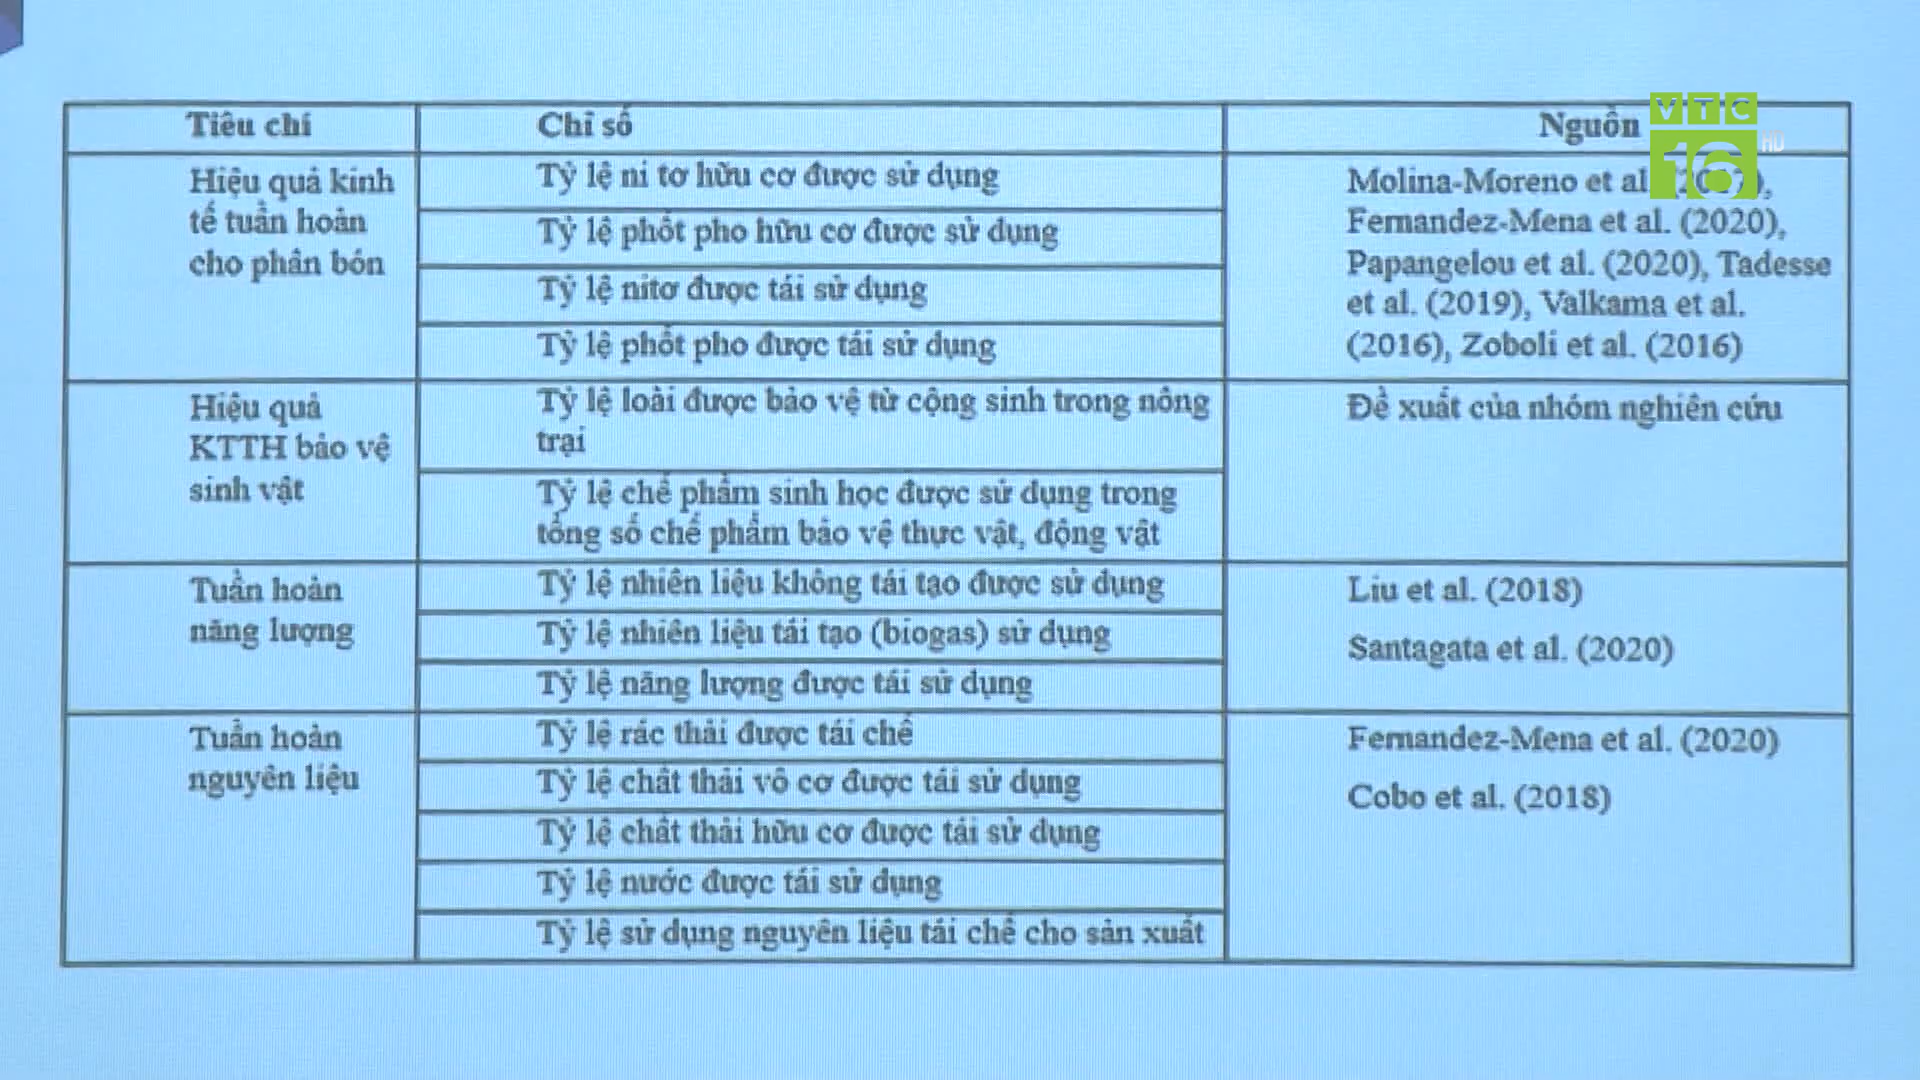 Tiêu chí
Chỉ số
Nguồn
VTC
16
HD
Hiệu quả kinh
tế tuần hoàn
cho phân bón
Tỷ lệ ni tơ hữu cơ được sử dụng
Tỷ lệ phốt pho hữu cơ được sử dụng
Tỷ lệ nitơ được tái sử dụng
Tỷ lệ phốt pho được tái sử dụng
Molina-Moreno et al.
Fernandez-Mena et al. (2020),
Papangelou et al. (2020), Tadesse
et al. (2019), Valkama et al.
(2016), Zoboli et al. (2016)
Hiệu quả
KTTH bảo vệ
sinh vật
Tỷ lệ loài được bảo vệ từ cộng sinh trong nông
trại
Tỷ lệ chế phẩm sinh học được sử dụng trong
tổng số chế phẩm bảo vệ thực vật, động vật
Đề xuất của nhóm nghiên cứu
Tuần hoàn
năng lượng
Tỷ lệ nhiên liệu không tái tạo được sử dụng
Tỷ lệ nhiên liệu tái tạo (biogas) sử dụng
Tỷ lệ năng lượng được tái sử dụng
Liu et al. (2018)
Santagata et al. (2020)
Tuần hoàn
nguyên liệu
Tỷ lệ rác thải được tái chế
Tỷ lệ chất thải vô cơ được tái sử dụng
Tỷ lệ chất thải hữu cơ được tái sử dụng
Tỷ lệ nước được tái sử dụng
Tỷ lệ sử dụng nguyên liệu tái chế cho sản xuất
Fernandez-Mena et al. (2020)
Cobo et al. (2018)